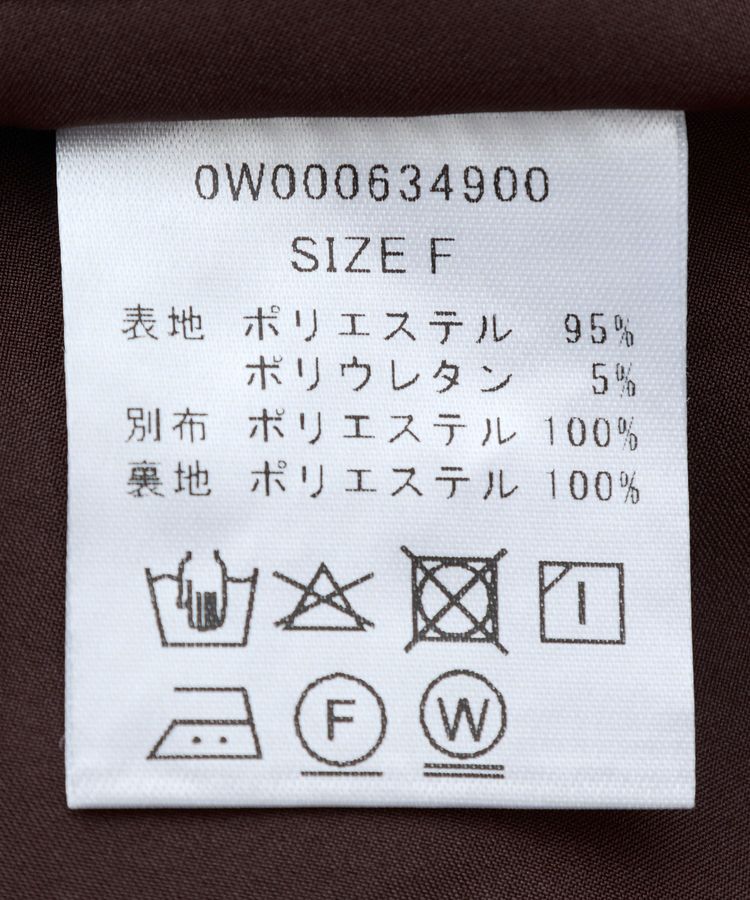 0W000634900
SIZE F
表地 ポリエステル 95%
ポリウレタン 5%
別布 ポリエステル 100%
裏地 ポリエステル 100%
F W